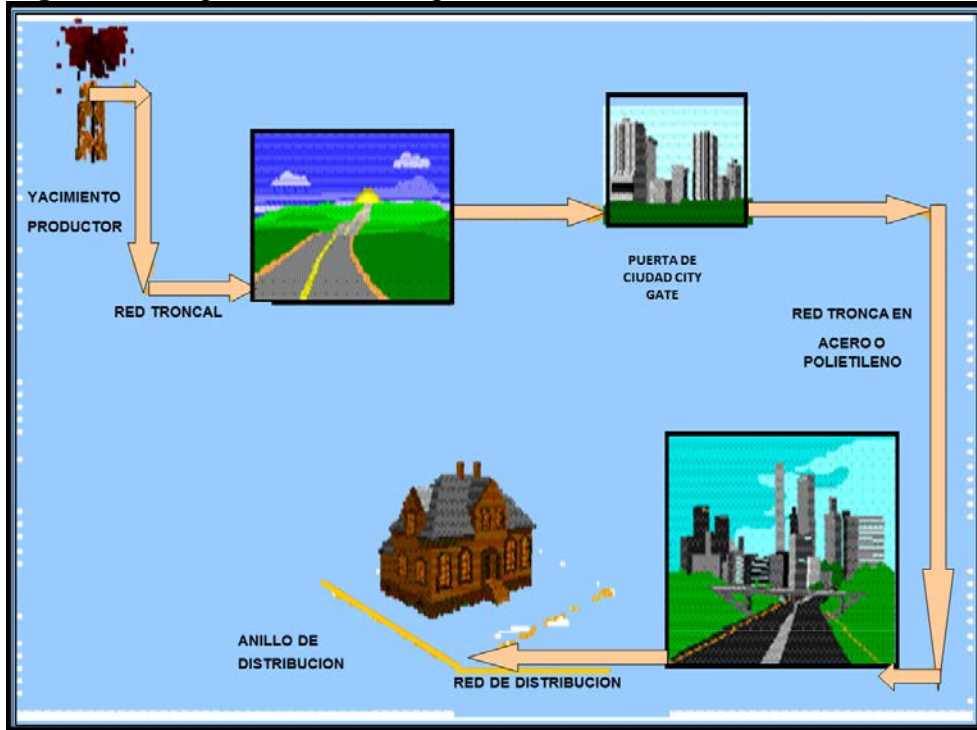 YACIMIENTO
PRODUCTOR
RED TRONCAL
PUERTA DE
CIUDAD CITY
GATE
RED TRONCA EN
ACERO O
POLIETILENO
ANILLO DE
DISTRIBUCION
RED DE DISTRIBUCION